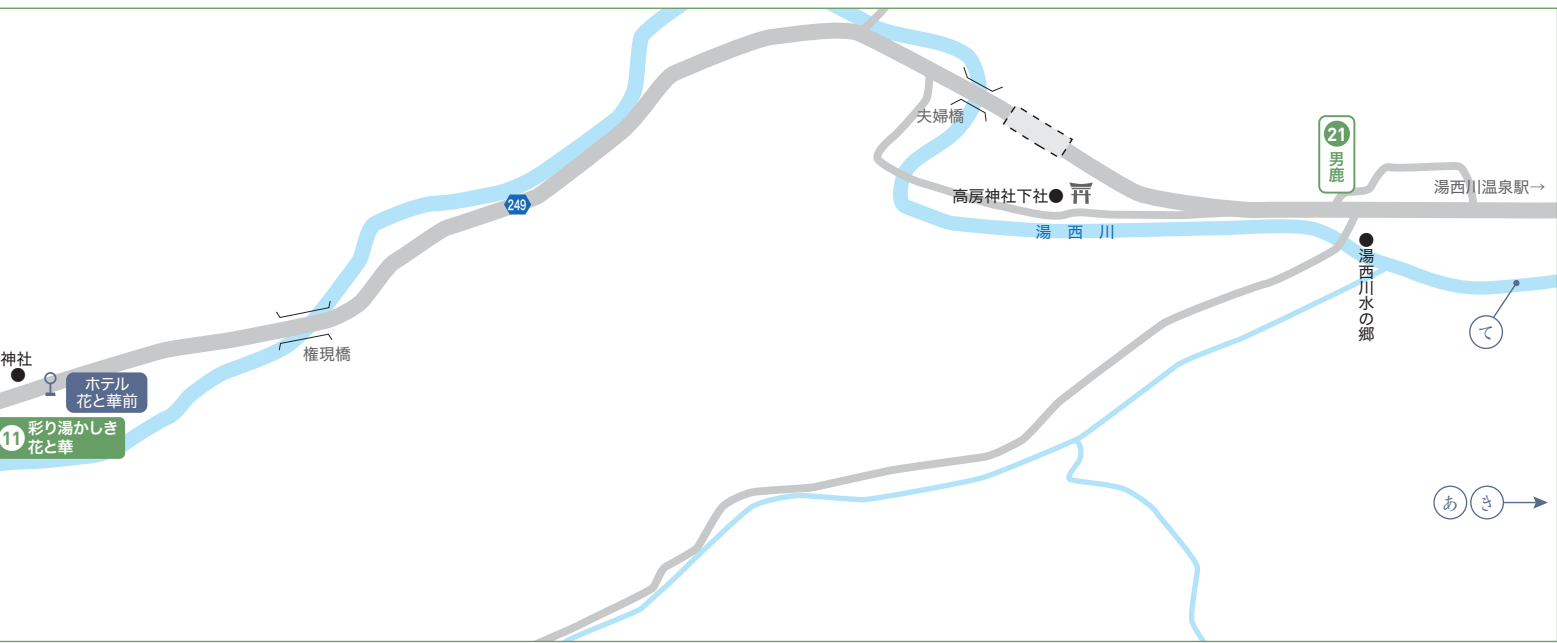 夫婦橋
21
男鹿
湯西川温泉駅→
高房神社下社
249
湯西川
湯西川水の郷
て
権現橋
神社
ホテル
花と華前
11
彩り湯かしき
花と華
あ
き